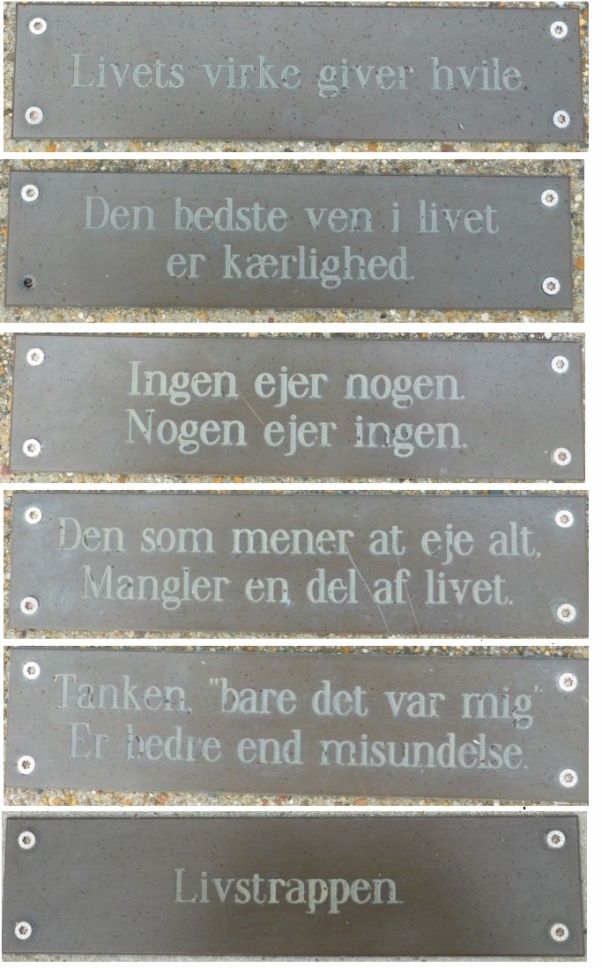 Livets virke giver hvile
Den bedste ven i livet
er kærlighed.
Ingen ejer nogen.
Nogen ejer ingen.
Den som mener at eje alt,
Mangler en del af livet.
Tanken, "bare det var mig"
Er bedre end misundelse.
Livstrappen